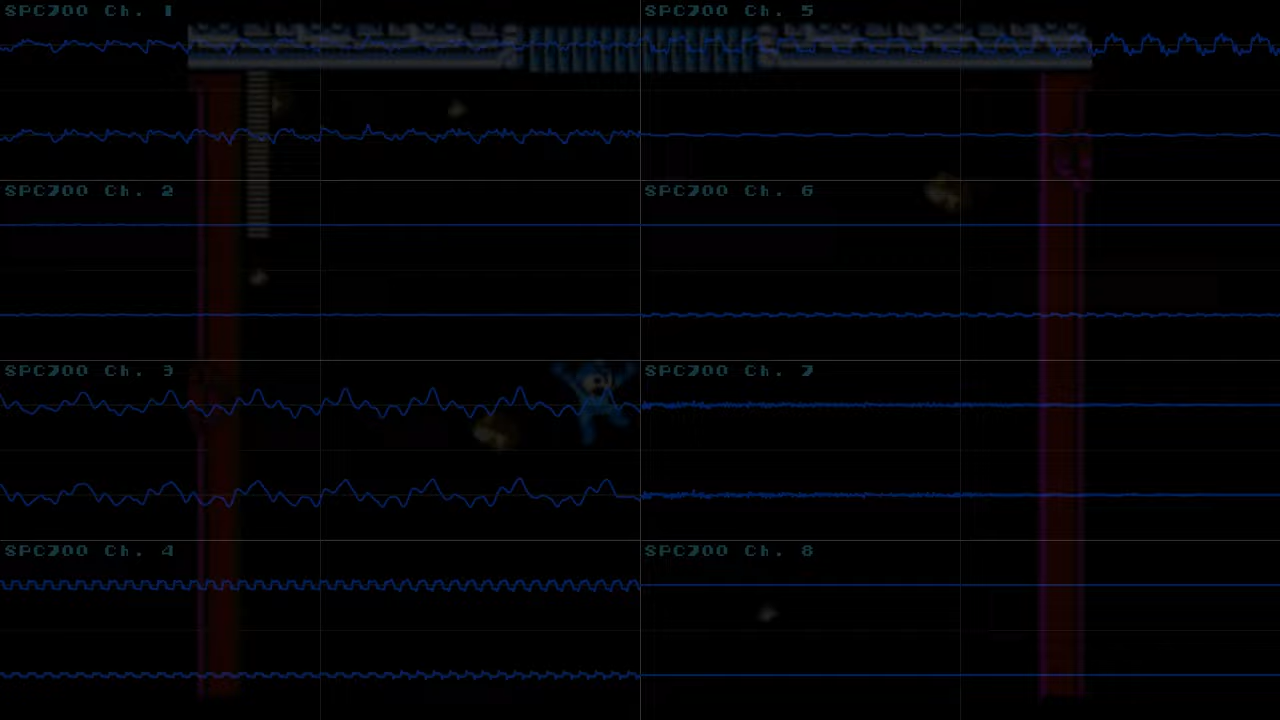 SPC700 Ch. 1
SPC700 Ch. 5
SPC700 Ch. 2
SPC700 Ch. 6
SPC700 Ch. 3
SPC700 Ch. 7
SPC700 Ch. 4
SPC700 Ch. 8